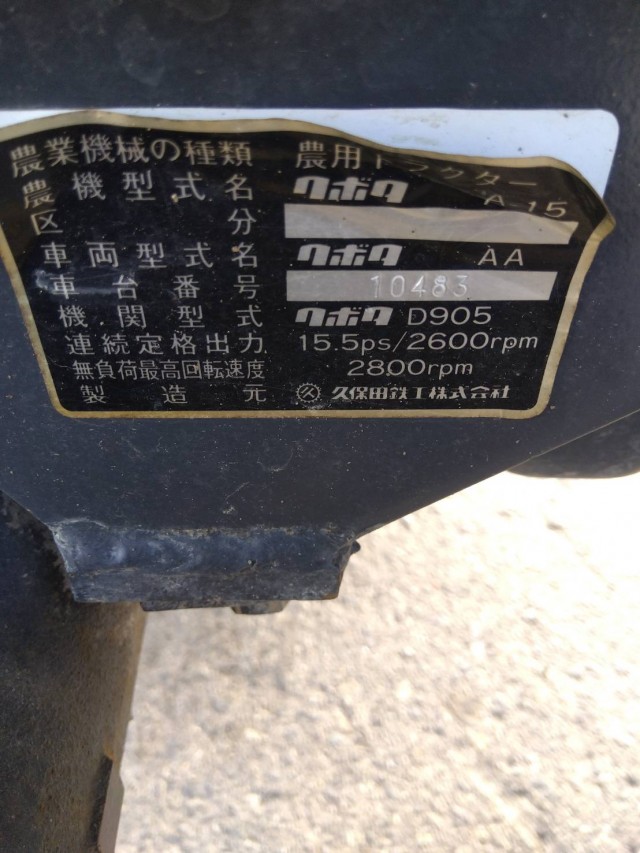 農業機械の種類 農用トラクター
農機型式名 クボタ A-15
区分
車両型式名 クボタ AA
車台番号 10483
機関型式 クボタ D905
連続定格出力 15.5ps/2600rpm
無負荷最高回転速度 2800rpm
製造元 久保田鉄工株式会社